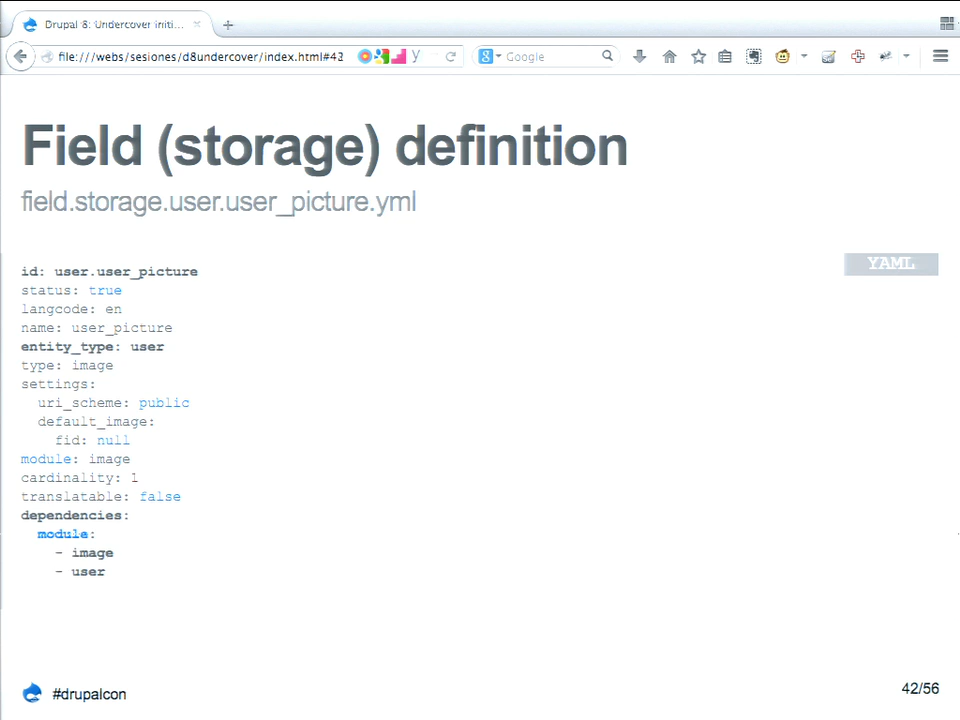 Drupal 8: Undercover initi...
file:///webs/sesiones/d8undercover/index.html#42
Google
Field (storage) definition
field.storage.user.user_picture.yml
YAML
id: user.user_picture
status: true
langcode: en
name: user_picture
entity_type: user
type: image
settings:
  uri_scheme: public
  default_image:
    fid: null
module: image
cardinality: 1
translatable: false
dependencies:
  module:
    - image
    - user
#drupalcon
42/56